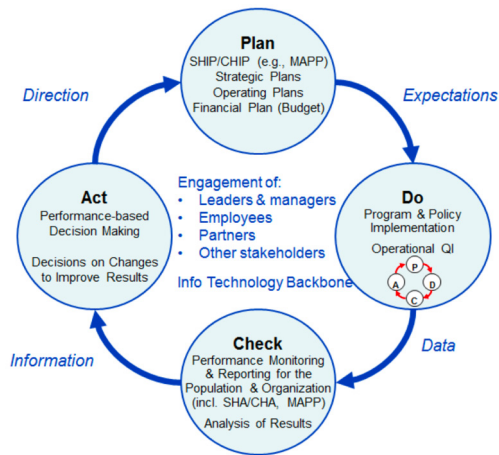 Plan
SHIP/CHIP (e.g., MAPP)
Strategic Plans
Operating Plans
Financial Plan (Budget)
Direction
Expectations
Act
Performance-based
Decision Making
Decisions on Changes
to Improve Results
Engagement of:
• Leaders & managers
• Employees
• Partners
• Other stakeholders
Info Technology Backbone
Do
Program & Policy
Implementation
Operational QI
P
A
D
C
Information
Data
Check
Performance Monitoring
& Reporting for the
Population & Organization
(incl. SHA/CHA, MAPP)
Analysis of Results